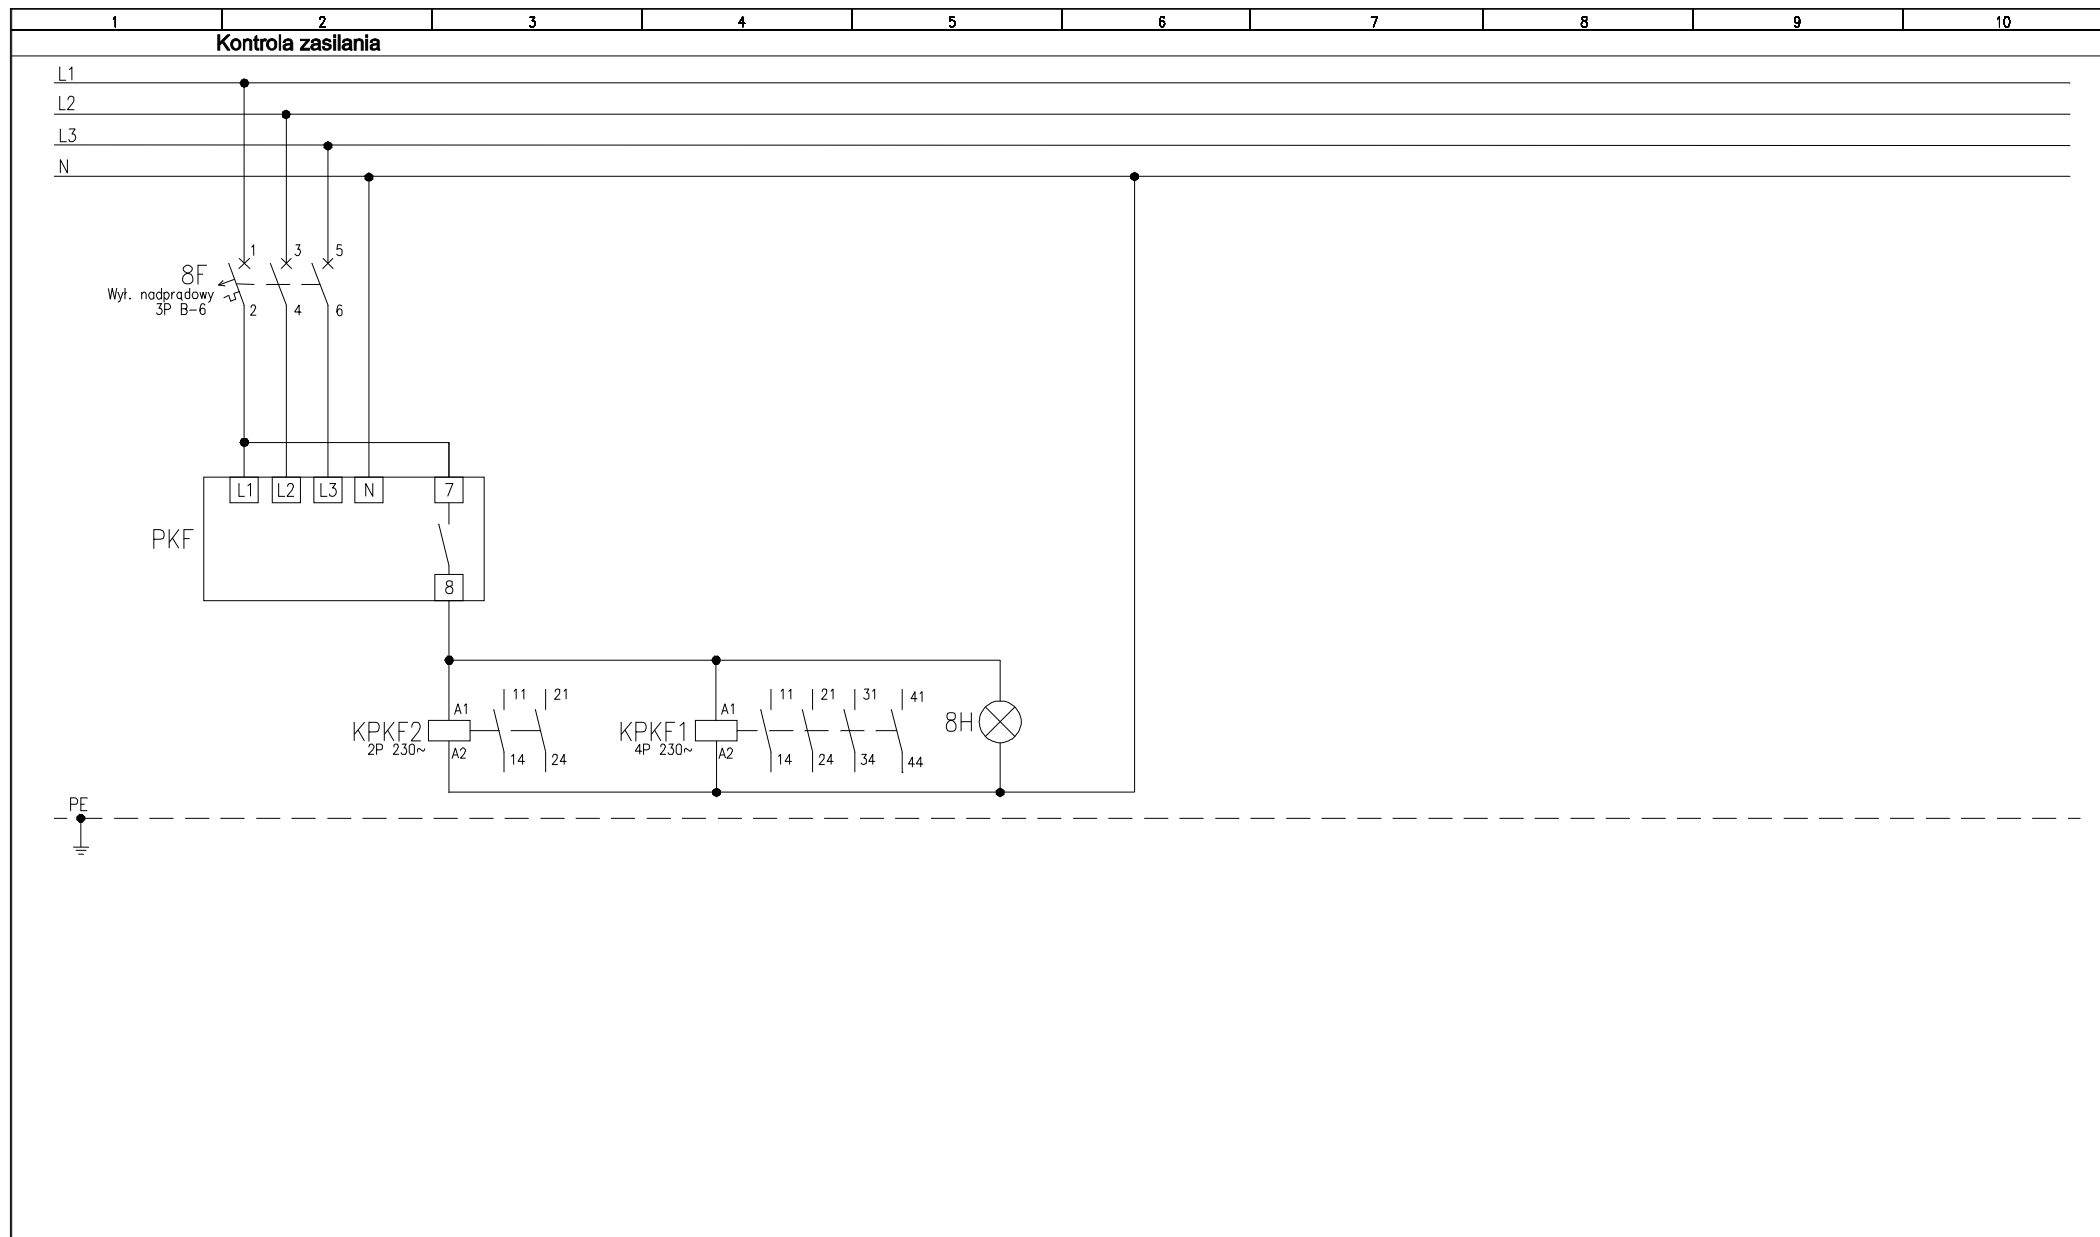 1 2 3 4 5 6 7 8 9 10
Kontrola zasilania
L1
L2
L3
N
1 3 5
8F
Wył. nadprądowy
3P B-6
2 4 6
L1 L2 L3 N 7
PKF
8
11 21 11 21 31 41
A1 A1
KPKF2 KPKF1 8H
2P 230~ 4P 230~
A2 14 24 A2 14 24 34 44
PE